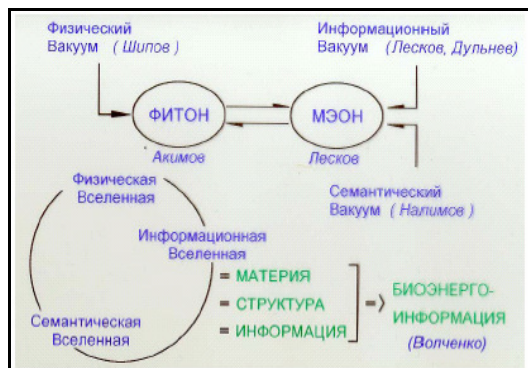 Физический
Вакуум (Шипов)
Информационный
Вакуум (Лесков, Дульнев)
ФИТОН
МЭОН
Акимов
Лесков
Физическая
Вселенная
Семантический
Вакуум (Налимов)
Информационная
Вселенная
= МАТЕРИЯ
= СТРУКТУРА
= ИНФОРМАЦИЯ
=> БИОЭНЕРГО-
ИНФОРМАЦИЯ
(Волченко)
Семантическая
Вселенная